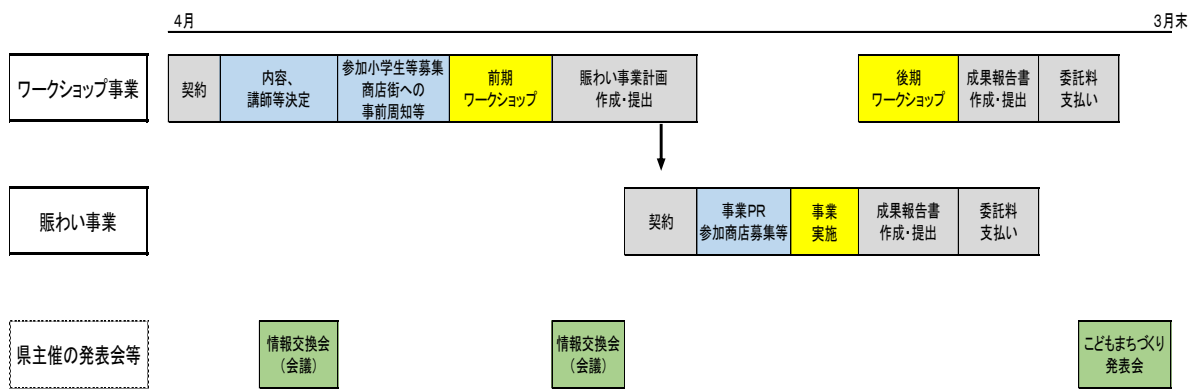 4月
3月末
ワークショップ事業
契約
内容、
講師等決定
参加小学生等募集
商店街への
事前周知等
前期
ワークショップ
賑わい事業計画
作成・提出
後期
ワークショップ
成果報告書
作成・提出
委託料
支払い
賑わい事業
契約
事業PR
参加商店募集等
事業
実施
成果報告書
作成・提出
委託料
支払い
県主催の発表会等
情報交換会
（会議）
情報交換会
（会議）
こどもまちづくり
発表会